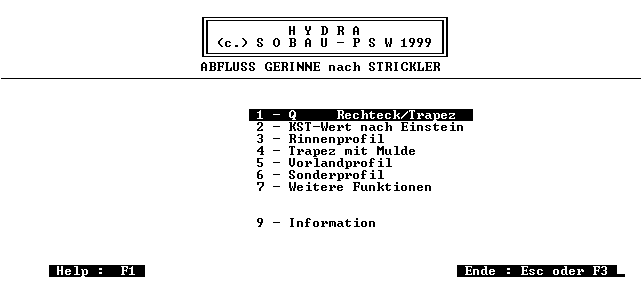 H Y D R A
(c.) S O B A U - P S W 1999
ABFLUSS GERINNE nach STRICKLER
1 - Q Rechteck/Trapez
2 - KST-Wert nach Einstein
3 - Rinnenprofil
4 - Trapez mit Mulde
5 - Vorlandprofil
6 - Sonderprofil
7 - Weitere Funktionen
9 - Information
Help : F1
Ende : Esc oder F3